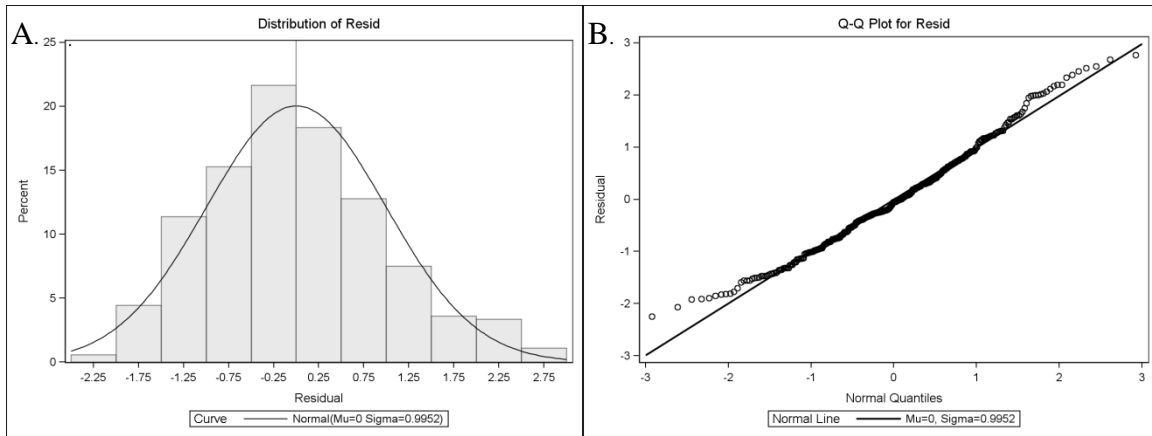 A.
Distribution of Resid
25
20
15
10
5
0
Percent
-2.25 -1.75 -1.25 -0.75 -0.25 0.25 0.75 1.25 1.75 2.25 2.75
Residual
Curve Normal(Mu=0 Sigma=0.9952)
B.
Q-Q Plot for Resid
3
2
1
0
-1
-2
-3
Residual
-3 -2 -1 0 1 2 3
Normal Quantiles
Normal Line Mu=0, Sigma=0.9952